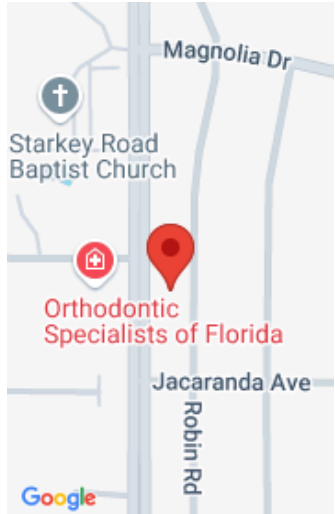 Magnolia Dr
Starkey Road
Baptist Church
Orthodontic
Specialists of Florida
Jacaranda Ave
Robin Rd
Google